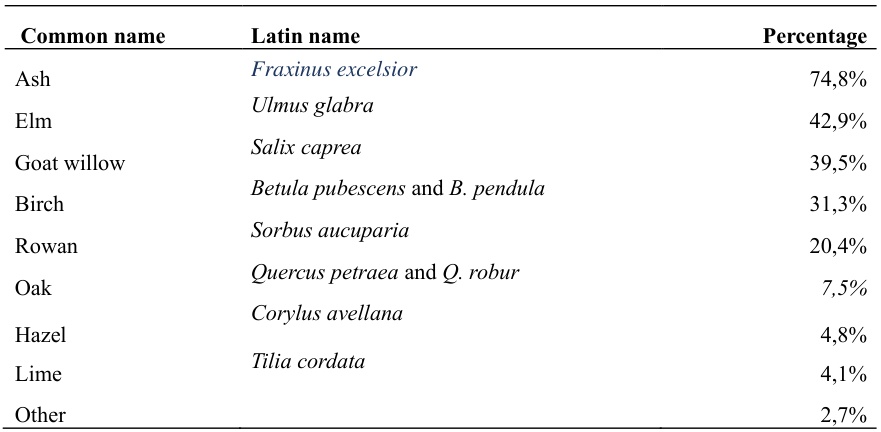 Common name Latin name Percentage
Ash Fraxinus excelsior 74,8%
Elm Ulmus glabra 42,9%
Goat willow Salix caprea 39,5%
Birch Betula pubescens and B. pendula 31,3%
Rowan Sorbus aucuparia 20,4%
Oak Quercus petraea and Q. robur 7,5%
Hazel Corylus avellana 4,8%
Lime Tilia cordata 4,1%
Other 2,7%